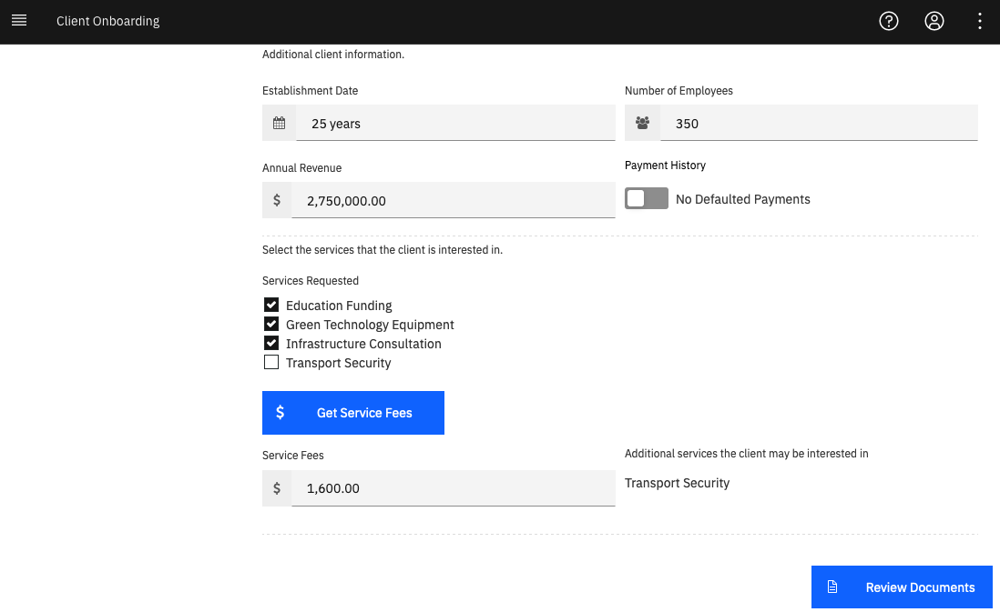 Client Onboarding
Additional client information.
Establishment Date
Number of Employees
25 years
350
Annual Revenue
Payment History
$ 2,750,000.00
No Defaulted Payments
Select the services that the client is interested in.
Services Requested
Education Funding
Green Technology Equipment
Infrastructure Consultation
Transport Security
$ Get Service Fees
Service Fees
Additional services the client may be interested in
$ 1,600.00
Transport Security
Review Documents